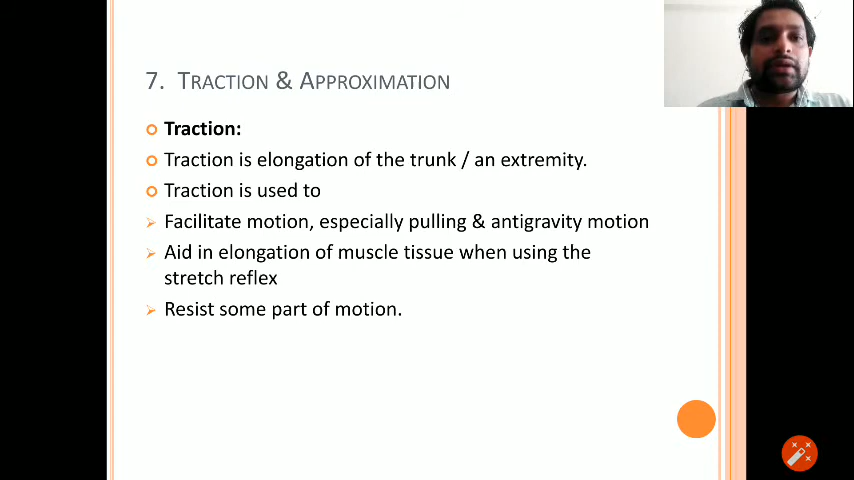 7. TRACTION & APPROXIMATION
Traction:
Traction is elongation of the trunk / an extremity.
Traction is used to
Facilitate motion, especially pulling & antigravity motion
Aid in elongation of muscle tissue when using the
stretch reflex
Resist some part of motion.